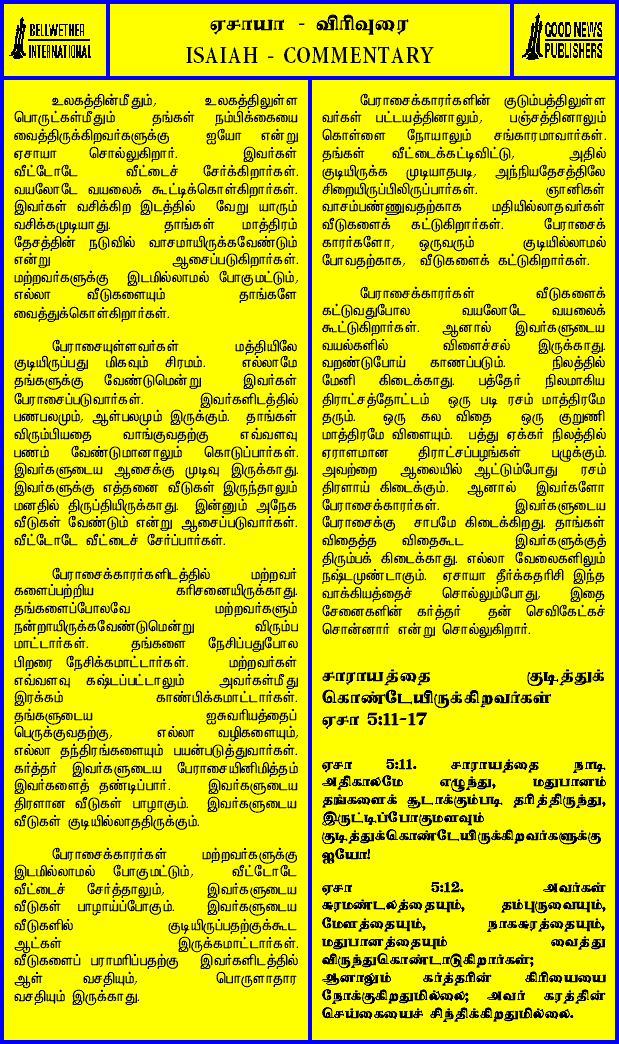 BELLWETHER
INTERNATIONAL
ஏசாயா - விரிவுரை
ISAIAH - COMMENTARY
GOOD NEWS
PUBLISHERS
உலகத்தின்மீதும், உலகத்திலுள்ள
பொருட்கள்மீதும் தங்கள் நம்பிக்கையை
வைத்திருக்கிறவர்களுக்கு ஐயோ என்று
ஏசாயா சொல்லுகிறார். இவர்கள்
வீட்டோடே வீட்டைச் சேர்க்கிறார்கள்.
வயலோடே வயலைக் கூட்டிக்கொள்கிறார்கள்.
இவர்கள் வசிக்கிற இடத்தில் வேறு யாரும்
வசிக்கமுடியாது. தாங்கள் மாத்திரம்
தேசத்தின் நடுவில் வாசமாயிருக்கவேண்டும்
என்று ஆசைப்படுகிறார்கள்.
மற்றவர்களுக்கு இடமில்லாமல் போகுமட்டும்,
எல்லா வீடுகளையும் தாங்களே
வைத்துக்கொள்கிறார்கள்.
பேராசையுள்ளவர்கள் மத்தியிலே
குடியிருப்பது மிகவும் சிரமம். எல்லாமே
தங்களுக்கு வேண்டுமென்று இவர்கள்
பேராசைப்படுவார்கள். இவர்களிடத்தில்
பணபலமும், ஆள்பலமும் இருக்கும். தாங்கள்
விரும்பியதை வாங்குவதற்கு எவ்வளவு
பணம் வேண்டுமானாலும் கொடுப்பார்கள்.
இவர்களுடைய ஆசைக்கு முடிவு இருக்காது.
இவர்களுக்கு எத்தனை வீடுகள் இருந்தாலும்
மனதில் திருப்தியிருக்காது. இன்னும் அநேக
வீடுகள் வேண்டும் என்று ஆசைப்படுவார்கள்.
வீட்டோடே வீட்டைச் சேர்ப்பார்கள்.
பேராசைக்காரர்களிடத்தில் மற்றவர்
களைப்பற்றிய கரிசனையிருக்காது.
தங்களைப்போலவே மற்றவர்களும்
நன்றாயிருக்கவேண்டுமென்று விரும்ப
மாட்டார்கள். தங்களை நேசிப்பதுபோல
பிறரை நேசிக்கமாட்டார்கள். மற்றவர்கள்
எவ்வளவு கஷ்டப்பட்டாலும் அவர்கள்மீது
இரக்கம் காண்பிக்கமாட்டார்கள்.
தங்களுடைய ஐசுவரியத்தைப்
பெருக்குவதற்கு, எல்லா வழிகளையும்,
எல்லா தந்திரங்களையும் பயன்படுத்துவார்கள்.
கர்த்தர் இவர்களுடைய பேராசையினிமித்தம்
இவர்களைத் தண்டிப்பார். இவர்களுடைய
திரளான வீடுகள் பாழாகும். இவர்களுடைய
வீடுகள் குடியில்லாததிருக்கும்.
பேராசைக்காரர்கள் மற்றவர்களுக்கு
இடமில்லாமல் போகுமட்டும், வீட்டோடே
வீட்டைச் சேர்த்தாலும், இவர்களுடைய
வீடுகள் பாழாய்ப்போகும். இவர்களுடைய
வீடுகளில் குடியிருப்பதற்குக்கூட
ஆட்கள் இருக்கமாட்டார்கள்.
வீடுகளைப் பராமரிப்பதற்கு இவர்களிடத்தில்
ஆள் வசதியும், பொருளாதார
வசதியும் இருக்காது.
பேராசைக்காரர்களின் குடும்பத்திலுள்ள
வர்கள் பட்டயத்தினாலும், பஞ்சத்தினாலும்
கொள்ளை நோயாலும் சங்காரமாவார்கள்.
தங்கள் வீட்டைக்கட்டிவிட்டு, அதில்
குடியிருக்க முடியாதபடி, அந்நியதேசத்திலே
சிறையிருப்பிலிருப்பார்கள். ஞானிகள்
வாசம்பண்ணுவதற்காக மதியில்லாதவர்கள்
வீடுகளைக் கட்டுகிறார்கள். பேராசைக்
காரர்களோ, ஒருவரும் குடியில்லாமல்
போவதற்காக, வீடுகளைக் கட்டுகிறார்கள்.
பேராசைக்காரர்கள் வீடுகளைக்
கட்டுவதுபோல வயலோடே வயலைக்
கூட்டுகிறார்கள். ஆனால் இவர்களுடைய
வயல்களில் விளைச்சல் இருக்காது.
வறண்டுபோய் காணப்படும். நிலத்தில்
மேனி கிடைக்காது. பத்தேர் நிலமாகிய
திராட்சத்தோட்டம் ஒரு படி ரசம் மாத்திரமே
தரும். ஒரு கல விதை ஒரு குறுணி
மாத்திரமே விளையும். பத்து ஏக்கர் நிலத்தில்
ஏராளமான திராட்சப்பழங்கள் பழுக்கும்.
அவற்றை ஆலையில் ஆட்டும்போது ரசம்
திரளாய் கிடைக்கும். ஆனால் இவர்களோ
பேராசைக்காரர்கள். இவர்களுடைய
பேராசைக்கு சாபமே கிடைக்கிறது. தாங்கள்
விதைத்த விதைகூட இவர்களுக்குத்
திரும்பக் கிடைக்காது. எல்லா வேலைகளிலும்
நஷ்டமுண்டாகும். ஏசாயா தீர்க்கதரிசி இந்த
வாக்கியத்தைச் சொல்லும்போது, இதை
சேனைகளின் கர்த்தர் தன் செவிகேட்கச்
சொன்னார் என்று சொல்லுகிறார்.
சாராயத்தை குடித்துக்
கொண்டேயிருக்கிறவர்கள்
ஏசா 5:11-17
ஏசா 5:11. சாராயத்தை நாடி
அதிகாலமே எழுந்து, மதுபானம்
தங்களைக் சூடாக்கும்படி தரித்திருந்து,
இருட்டிப்போகுமளவும்
குடித்துக்கொண்டேயிருக்கிறவர்களுக்கு
ஐயோ!
ஏசா 5:12. அவர்கள்
சுரமண்டலத்தையும், தம்புருவையும்,
மேளத்தையும், நாகசுரத்தையும்,
மதுபானத்தையும் வைத்து
விருந்துகொண்டாடுகிறார்கள்;
ஆனாலும் கர்த்தரின் கிரியையை
நோக்குகிறதுமில்லை; அவர் கரத்தின்
செய்கையைச் சிந்திக்கிறதுமில்லை.